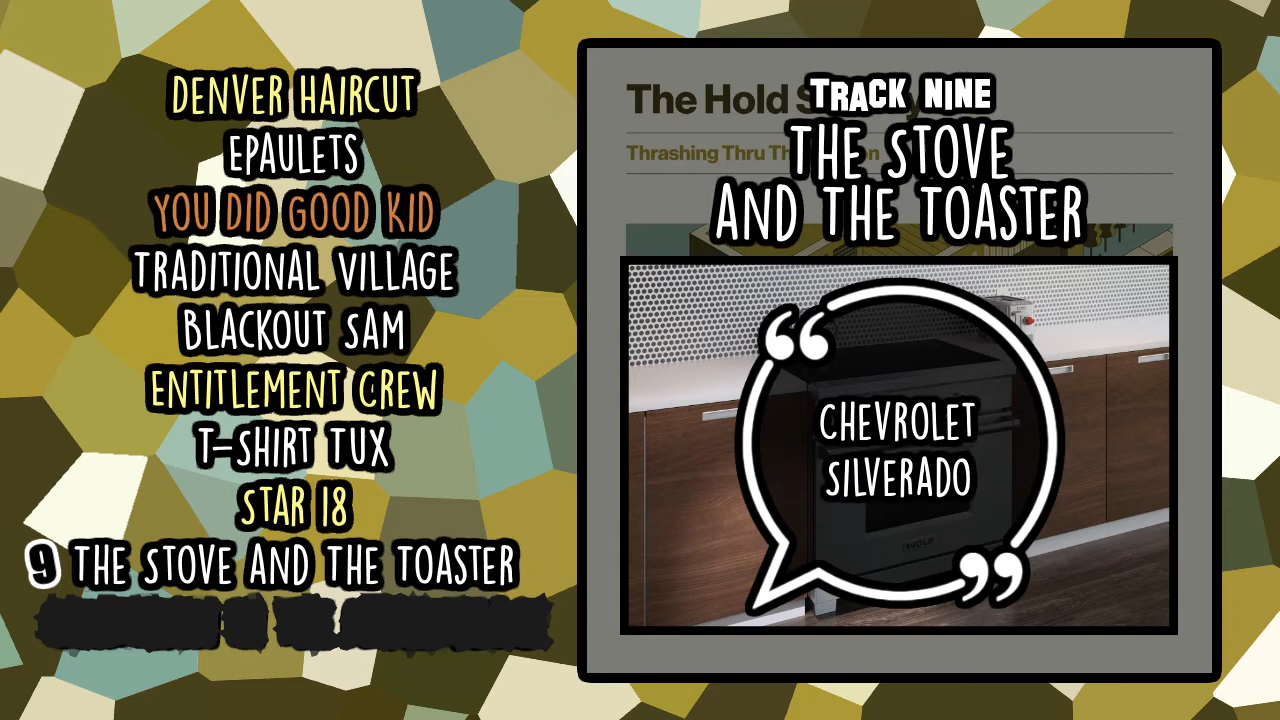 DENVER HAIRCUT
EPAULETS
YOU DID GOOD KID
TRADITIONAL VILLAGE
BLACKOUT SAM
ENTITLEMENT CREW
T-SHIRT TUX
STAR 18
9 THE STOVE AND THE TOASTER
The Hold
TRACK NINE
Thrashing Thru
THE STOVE
AND THE TOASTER
“
CHEVROLET
SILVERADO
WOLF
”